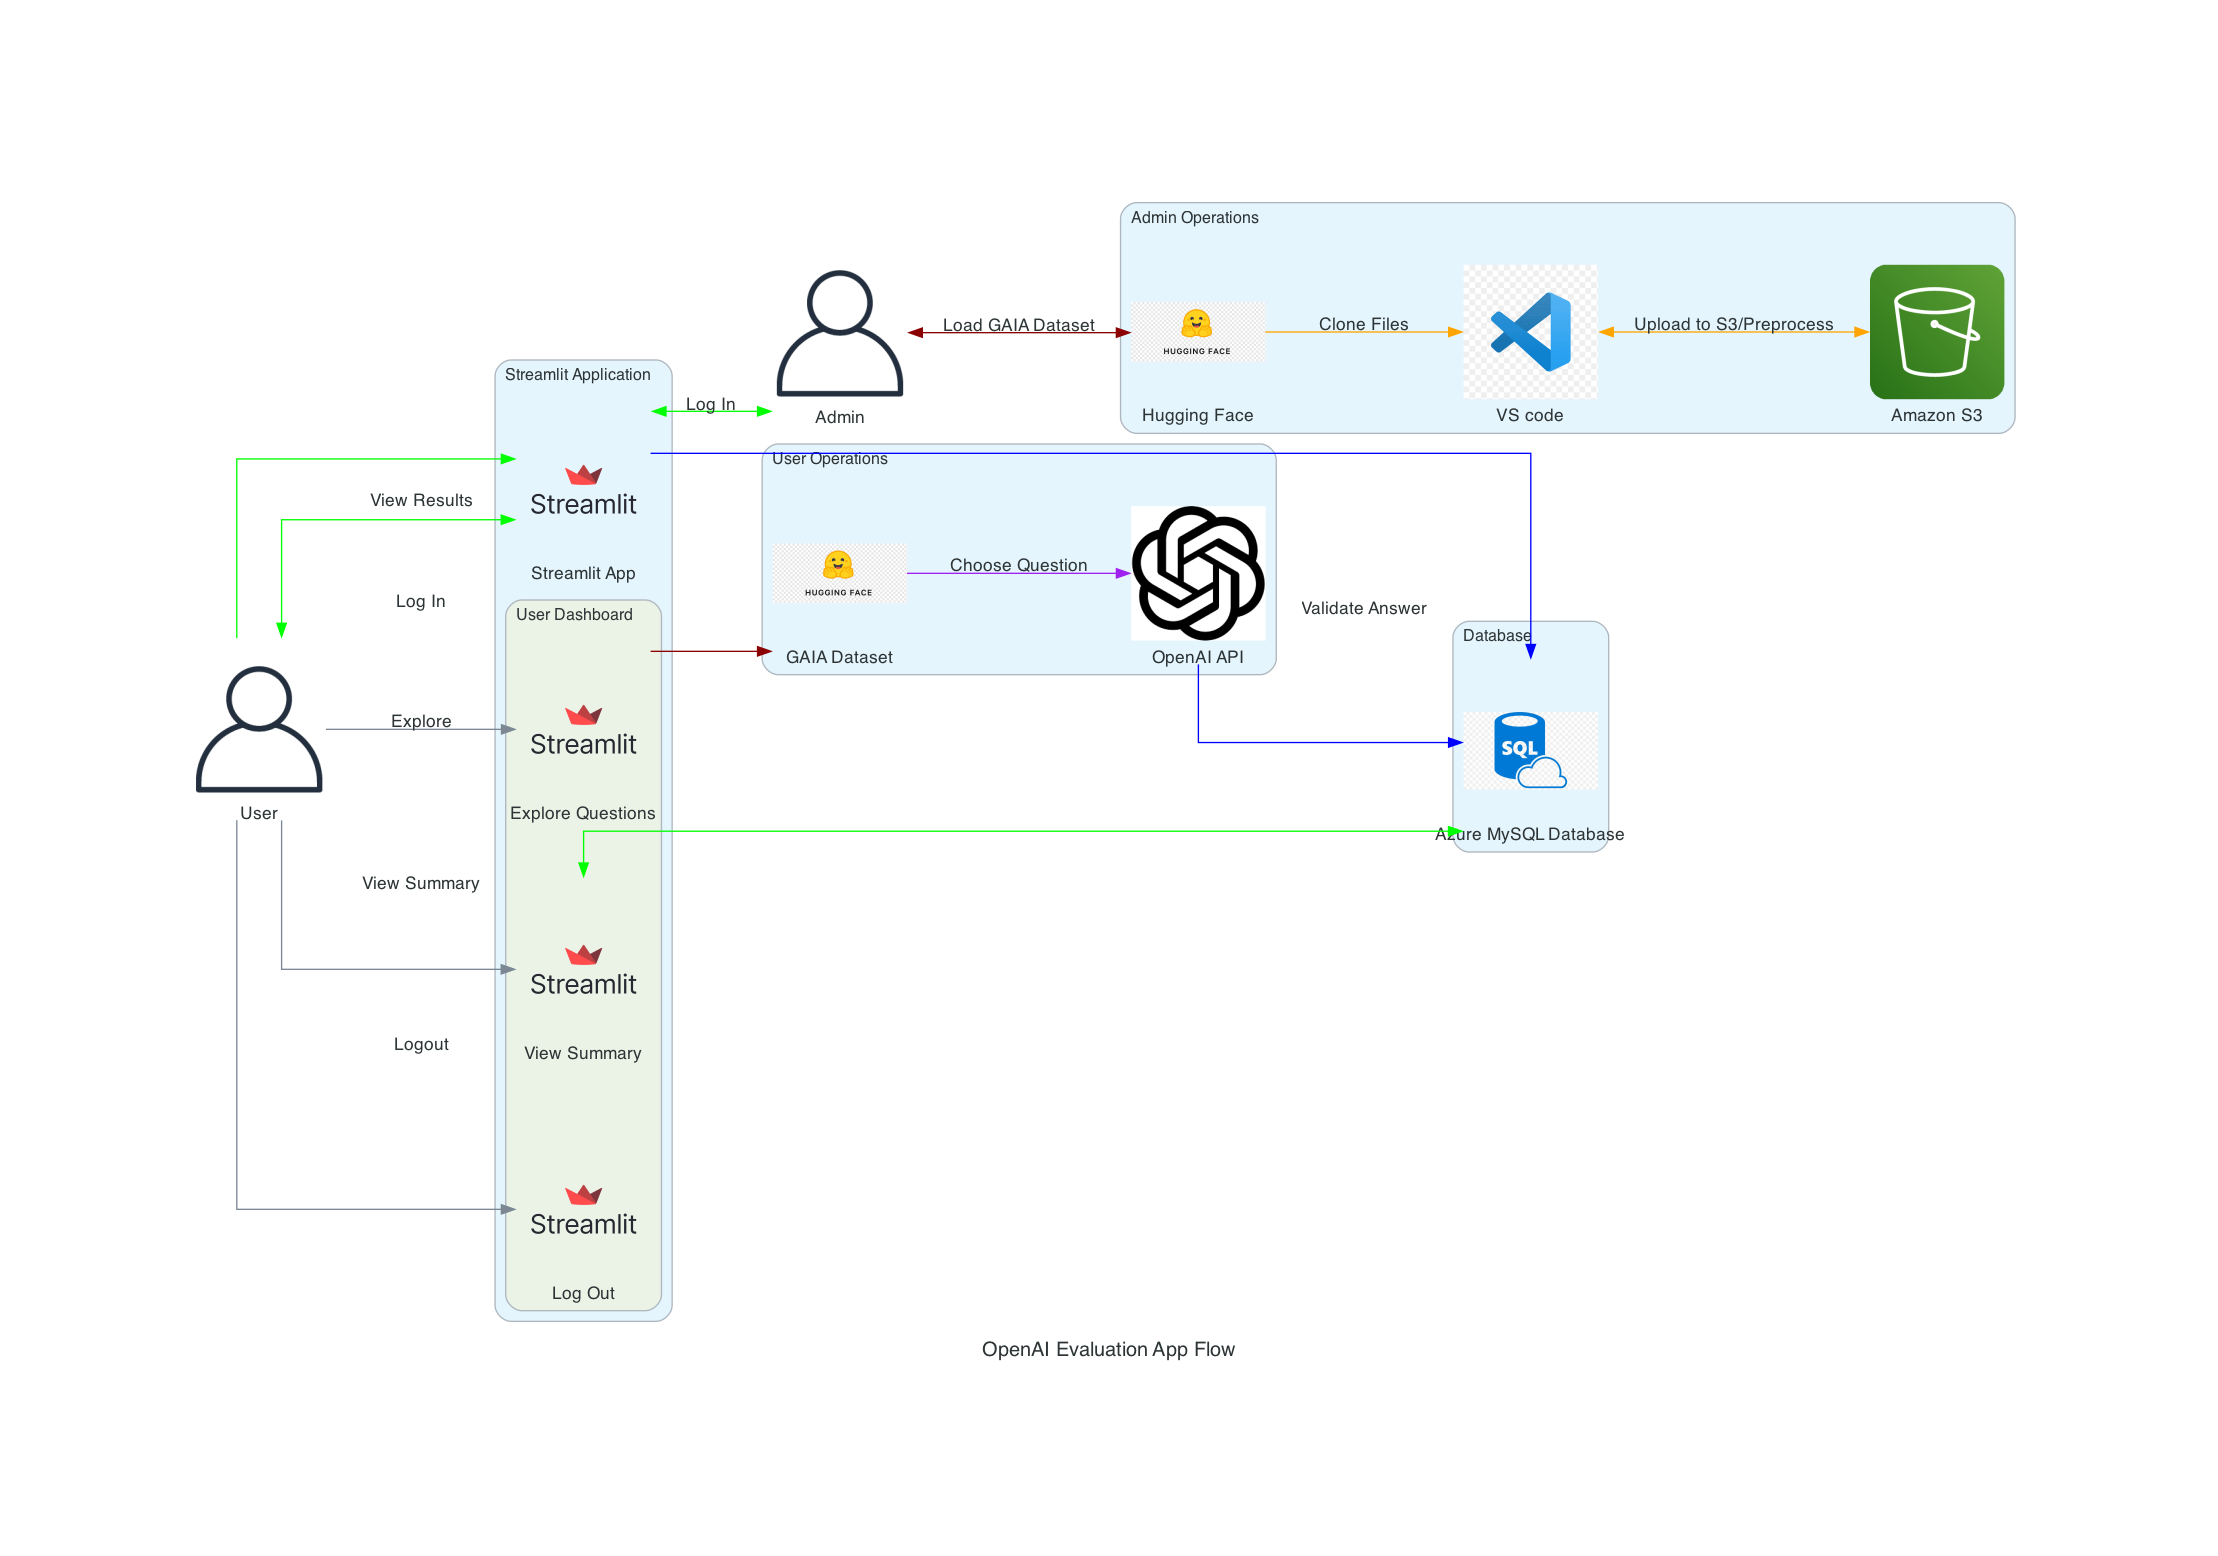 Admin Operations
Load GAIA Dataset
HUGGING FACE
Clone Files
Upload to S3/Preprocess
Hugging Face
VS code
Amazon S3
Streamlit Application
Log In
Admin
User Operations
View Results
Streamlit
Streamlit App
HUGGING FACE
Choose Question
GAIA Dataset
OpenAI API
Validate Answer
Log In
User Dashboard
Database
Explore
Streamlit
SQL
User
Explore Questions
Azure MySQL Database
View Summary
Streamlit
Logout
View Summary
Streamlit
Log Out
OpenAI Evaluation App Flow